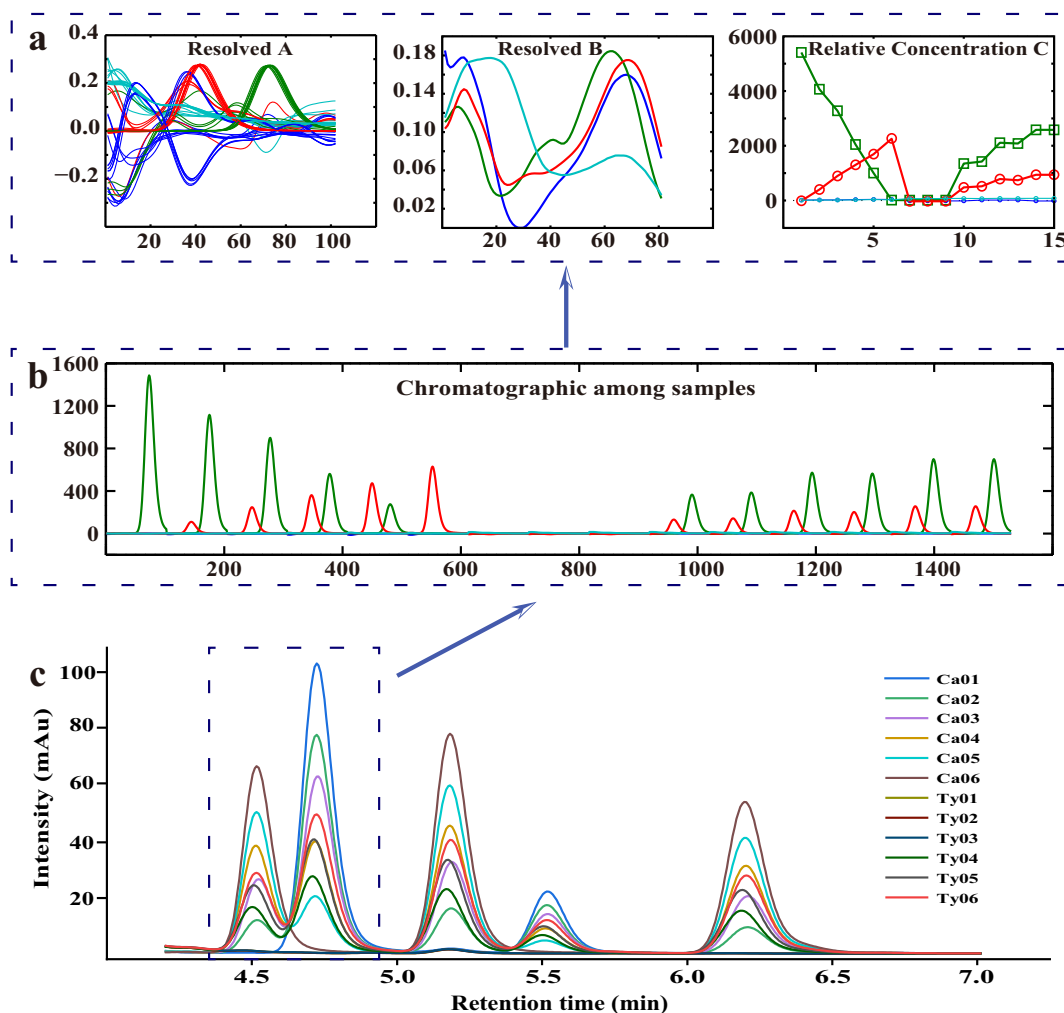 a
Resolved A
0.4
0.2
0.0
−0.2
20 40 60 80 100
Resolved B
0.18
0.14
0.10
0.06
0.02
20 40 60 80
Relative Concentration C
6000
4000
2000
0
5 10 15
b
Chromatographic among samples
1600
1200
800
400
0
200 400 600 800 1000 1200 1400
c
Intensity (mAu)
100
80
60
40
20
4.5 5.0 5.5 6.0 6.5 7.0
Retention time (min)
Ca01
Ca02
Ca03
Ca04
Ca05
Ca06
Ty01
Ty02
Ty03
Ty04
Ty05
Ty06